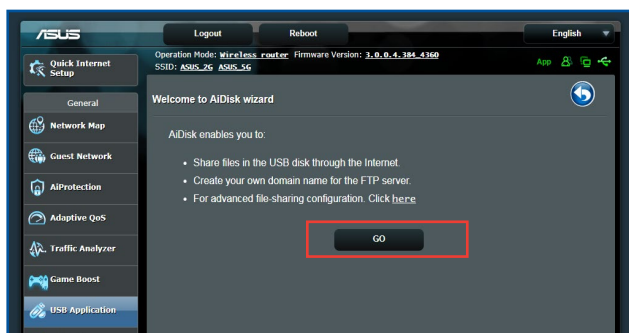 ASUS
Logout
Reboot
English
Quick Internet
Setup
Operation Mode: Wireless router Firmware Version: 3.0.0.4.384_4360
SSID: ASUS_2G ASUS_5G
App
General
Network Map
Guest Network
AiProtection
Adaptive QoS
Traffic Analyzer
Game Boost
USB Application
Welcome to AiDisk wizard
AiDisk enables you to:
• Share files in the USB disk through the Internet.
• Create your own domain name for the FTP server.
• For advanced file-sharing configuration. Click here
GO